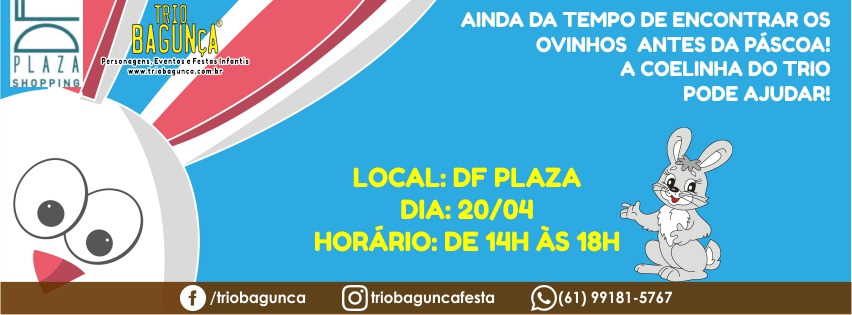 DF
PLAZA
SHOPPING
TRIO
BAGUNÇA
Personagens, Eventos e Festas Infantis
www.triobagunca.com.br
AINDA DA TEMPO DE ENCONTRAR OS
OVINHOS ANTES DA PÁSCOA!
A COELINHA DO TRIO
PODE AJUDAR!
LOCAL: DF PLAZA
DIA: 20/04
HORÁRIO: DE 14H ÀS 18H
/triobagunca
triobaguncafesta
(61) 99181-5767